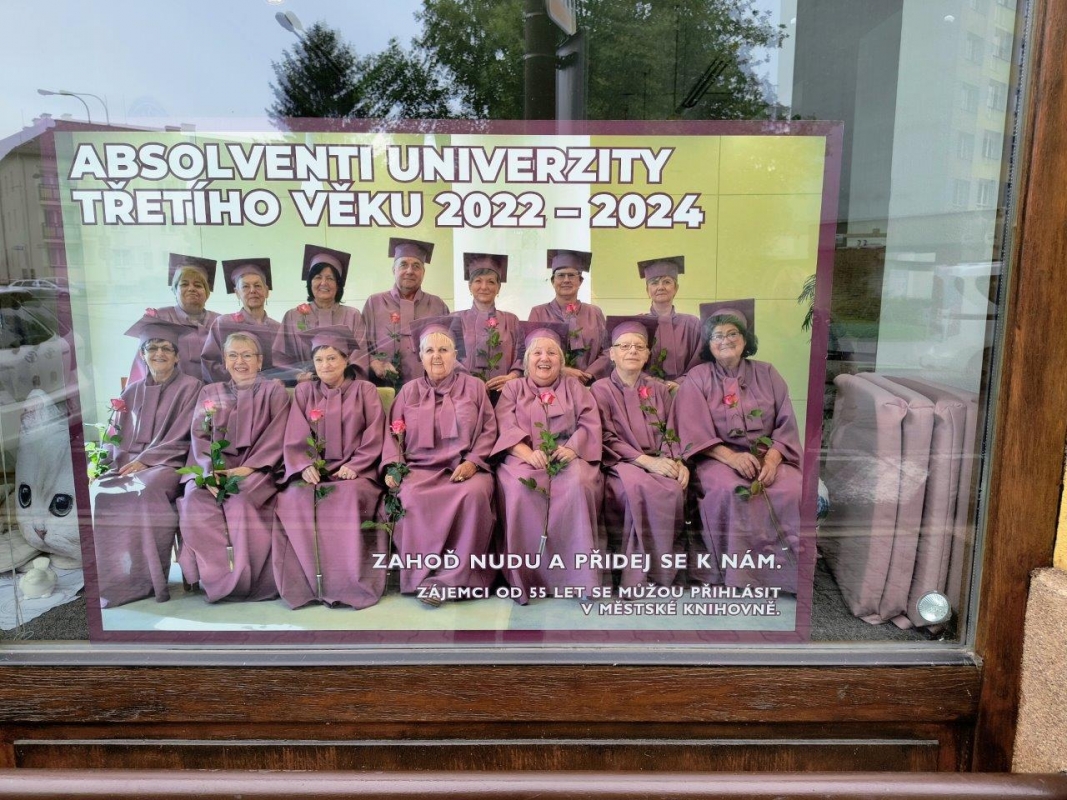 ABSOLVENTI UNIVERZITY
TŘETÍHO VĚKU 2022 – 2024
ZAHOĎ NUDU A PŘIDEJ SE K NÁM.
ZÁJEMCI OD 55 LET SE MŮŽOU PŘIHLÁSIT
V MĚSTSKÉ KNIHOVNĚ.